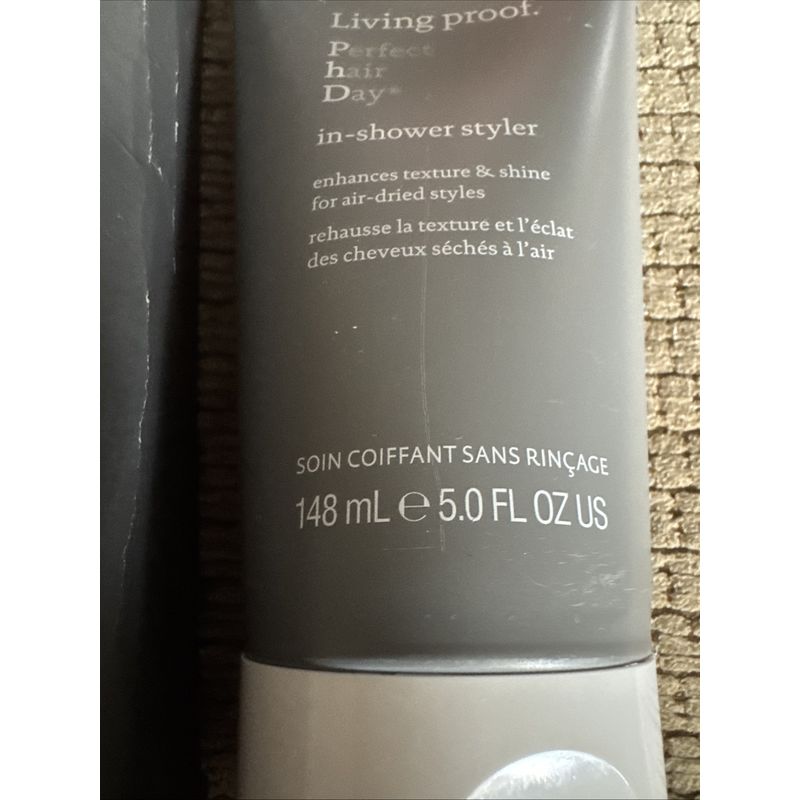 Living proof.
Perfect
hair
Day®
in-shower styler
enhances texture & shine
for air-dried styles
rehausse la texture et l'éclat
des cheveux séchés à l'air
SOIN COIFFANT SANS RINÇAGE
148 mL ℮ 5.0 FL OZ US